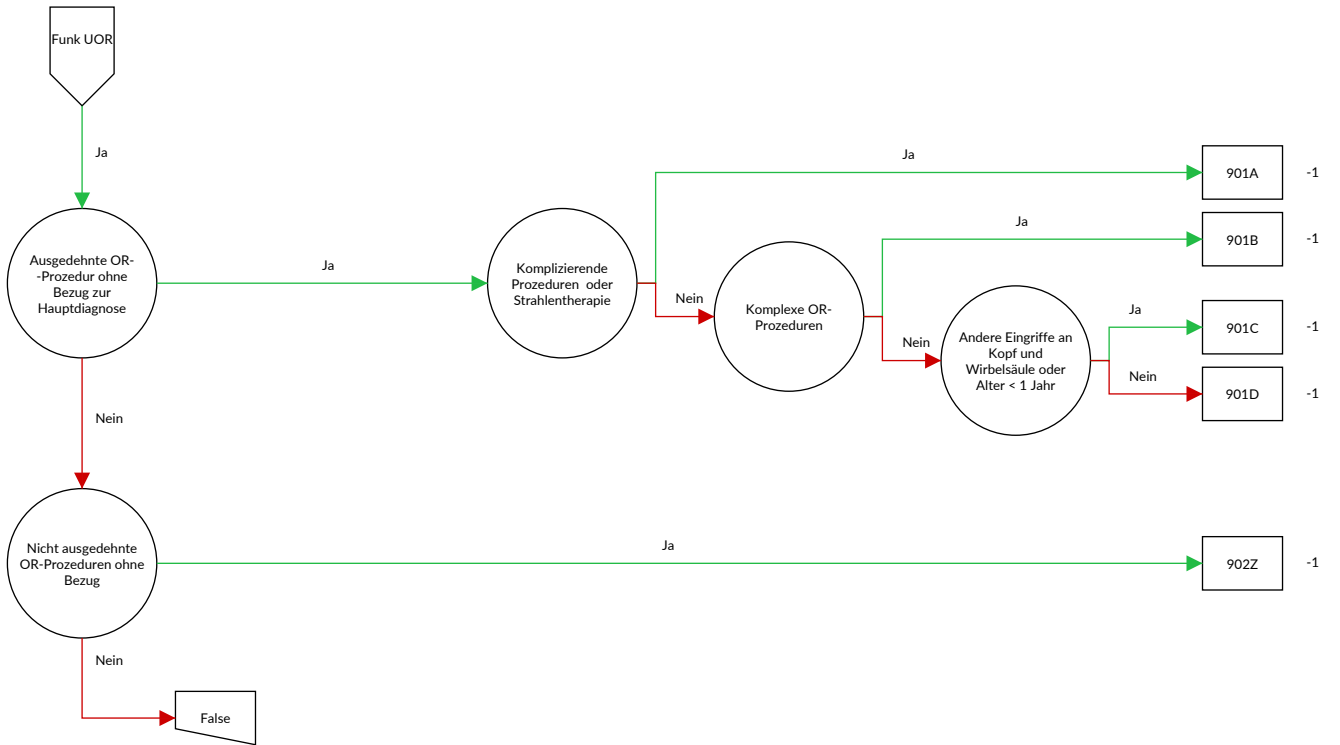 Funk UOR
Ja
Ja
901A
-1
Ja
901B
-1
Ausgedehnte OR-
-Prozedur ohne
Bezug zur
Hauptdiagnose
Ja
Komplizierende
Prozeduren oder
Strahlentherapie
Nein
Komplexe OR-
Prozeduren
Nein
Andere Eingriffe an
Kopf und
Wirbelsäule oder
Alter < 1 Jahr
Ja
901C
-1
Nein
901D
-1
Nein
Nicht ausgedehnte
OR-Prozeduren ohne
Bezug
Ja
902Z
-1
Nein
False